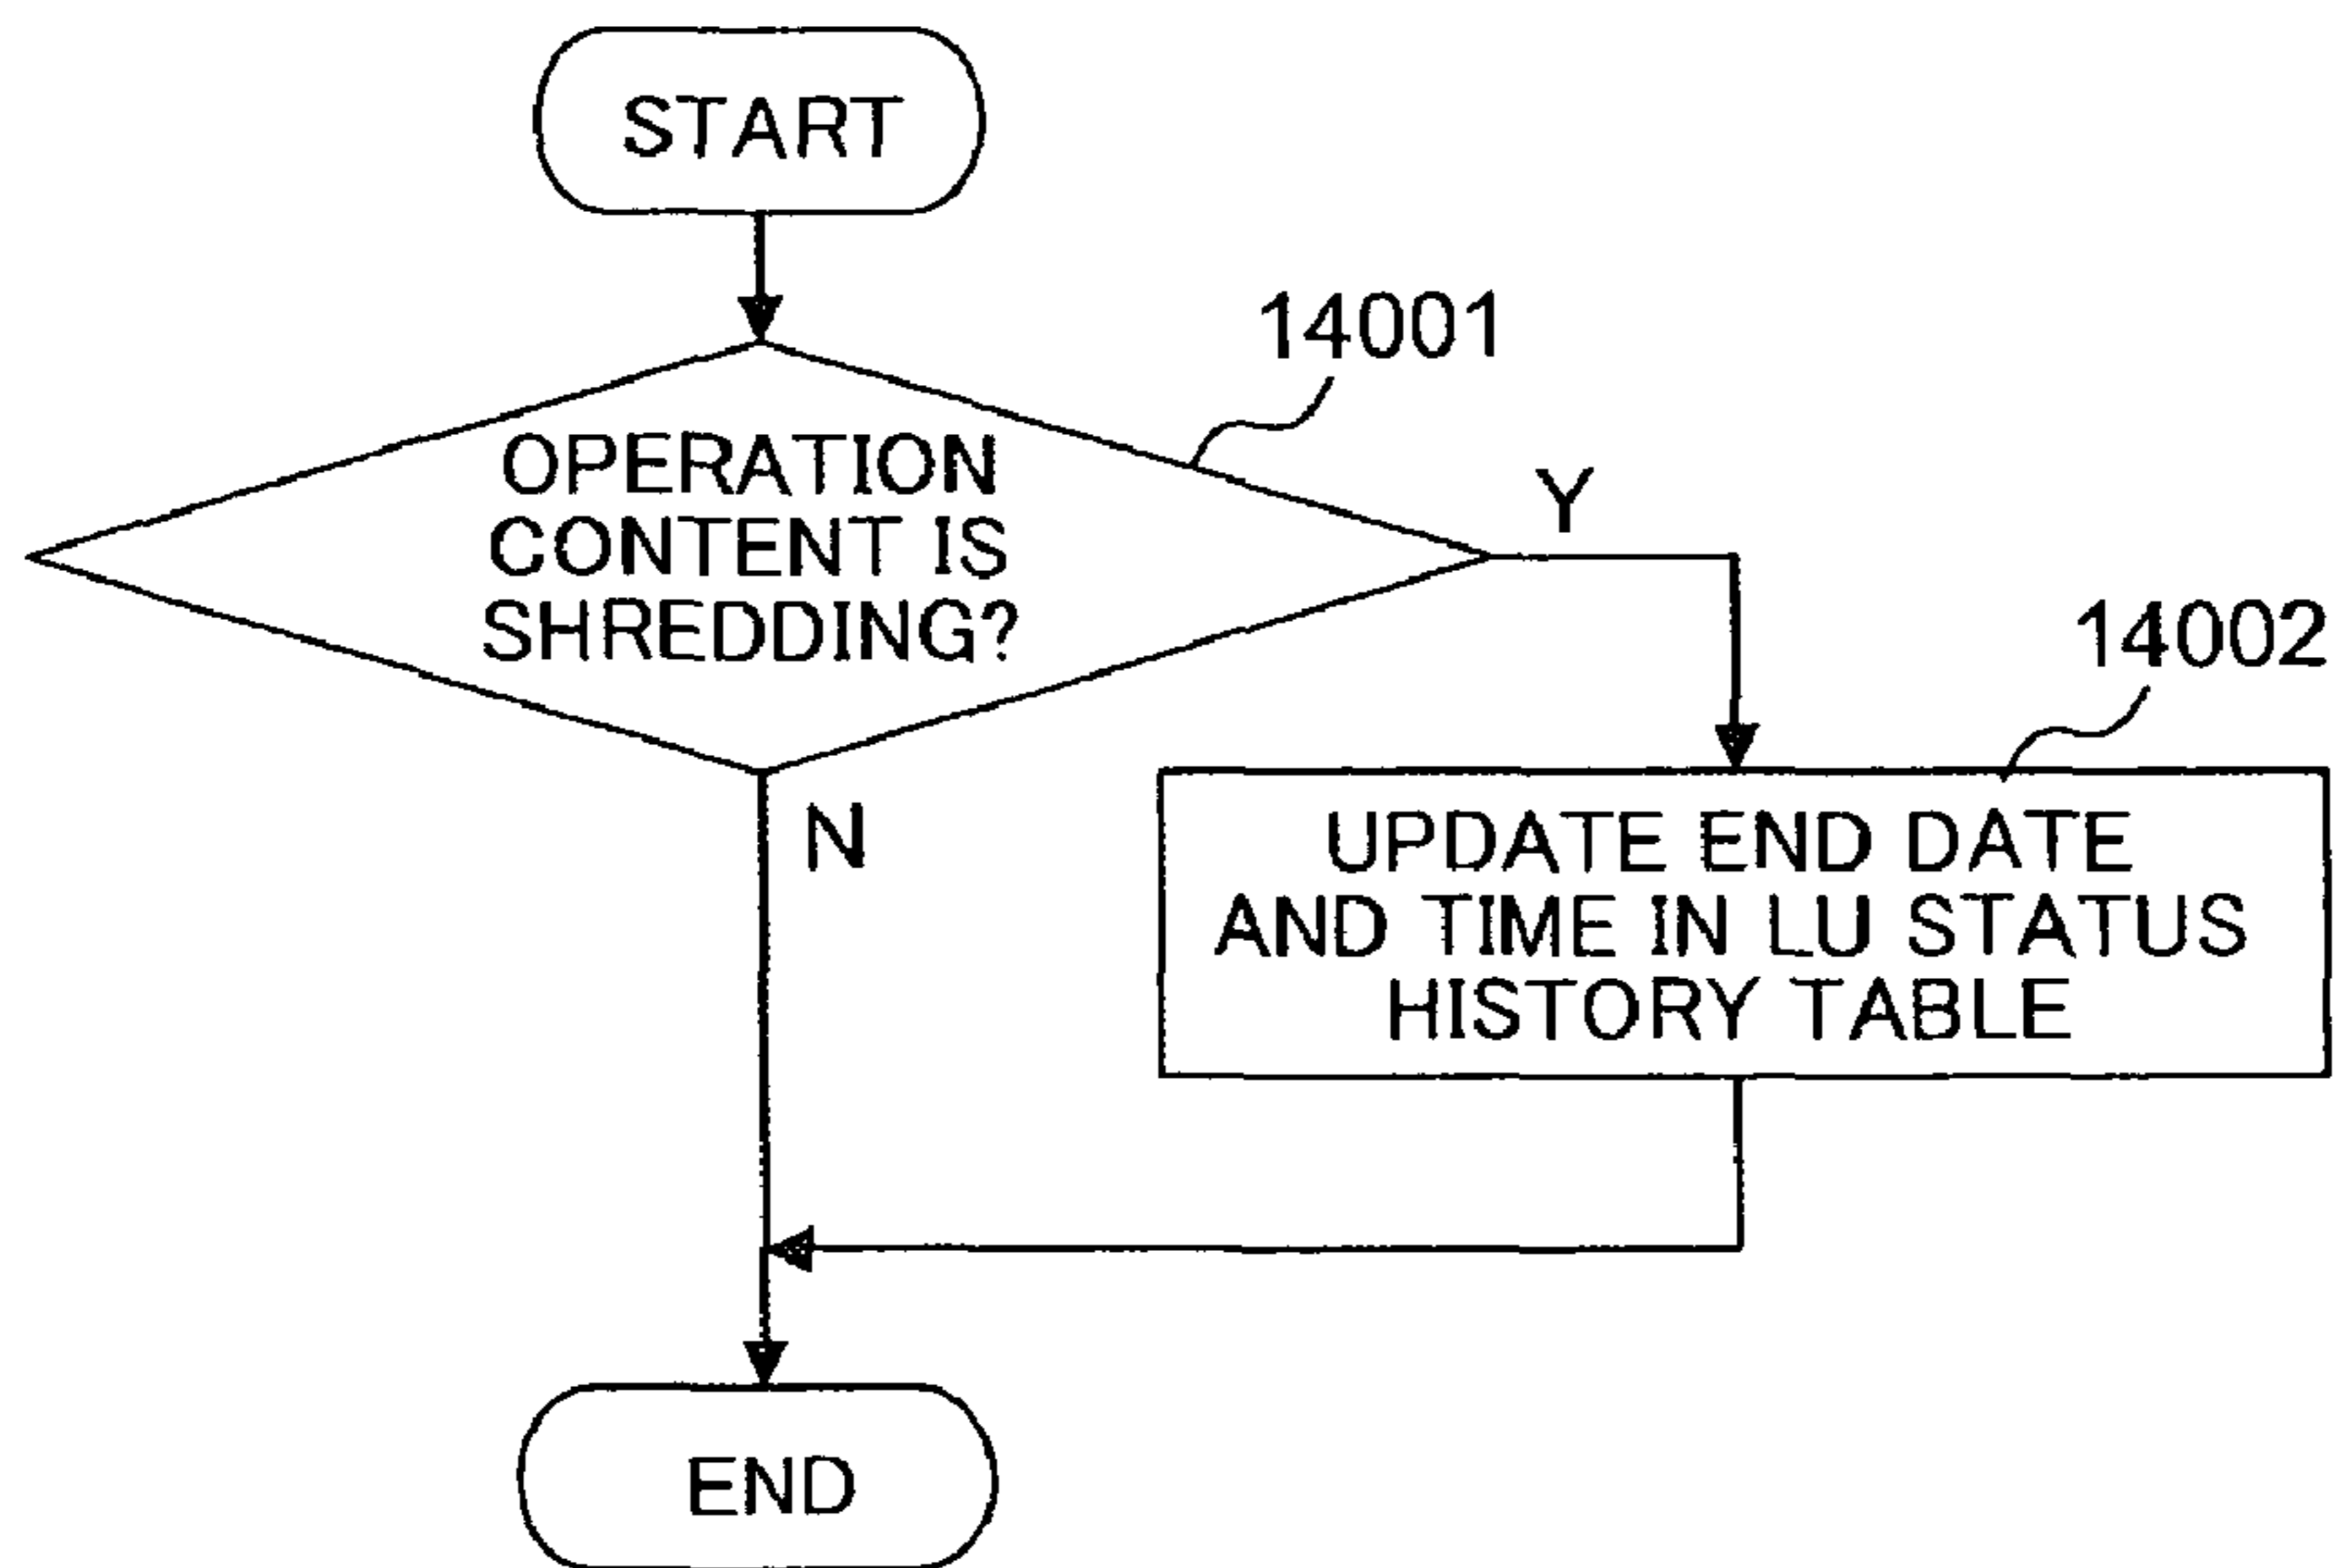 START
14001
OPERATION
CONTENT IS
SHREDDING?
Y
14002
N
UPDATE END DATE
AND TIME IN LU STATUS
HISTORY TABLE
END